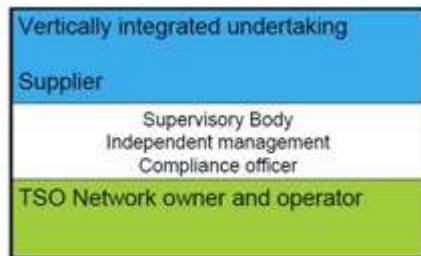 Vertically integrated undertaking
Supplier
Supervisory Body
Independent management
Compliance officer
TSO Network owner and operator